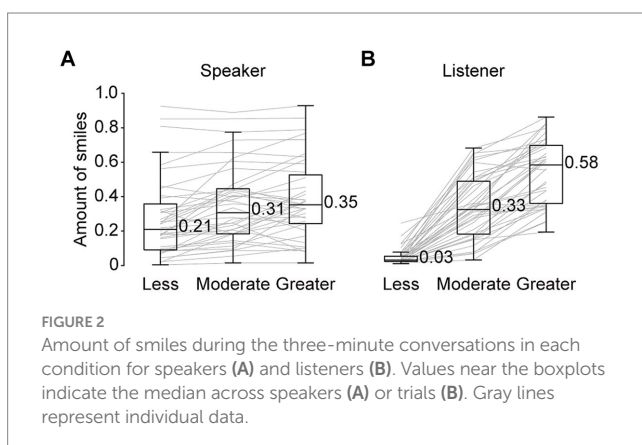 A
Speaker
B
Listener
Amount of smiles
1.0
0.8
0.6
0.4
0.2
0
0.21
0.31
0.35
0.03
0.33
0.58
Less Moderate Greater
Less Moderate Greater
FIGURE 2
Amount of smiles during the three-minute conversations in each
condition for speakers (A) and listeners (B). Values near the boxplots
indicate the median across speakers (A) or trials (B). Gray lines
represent individual data.